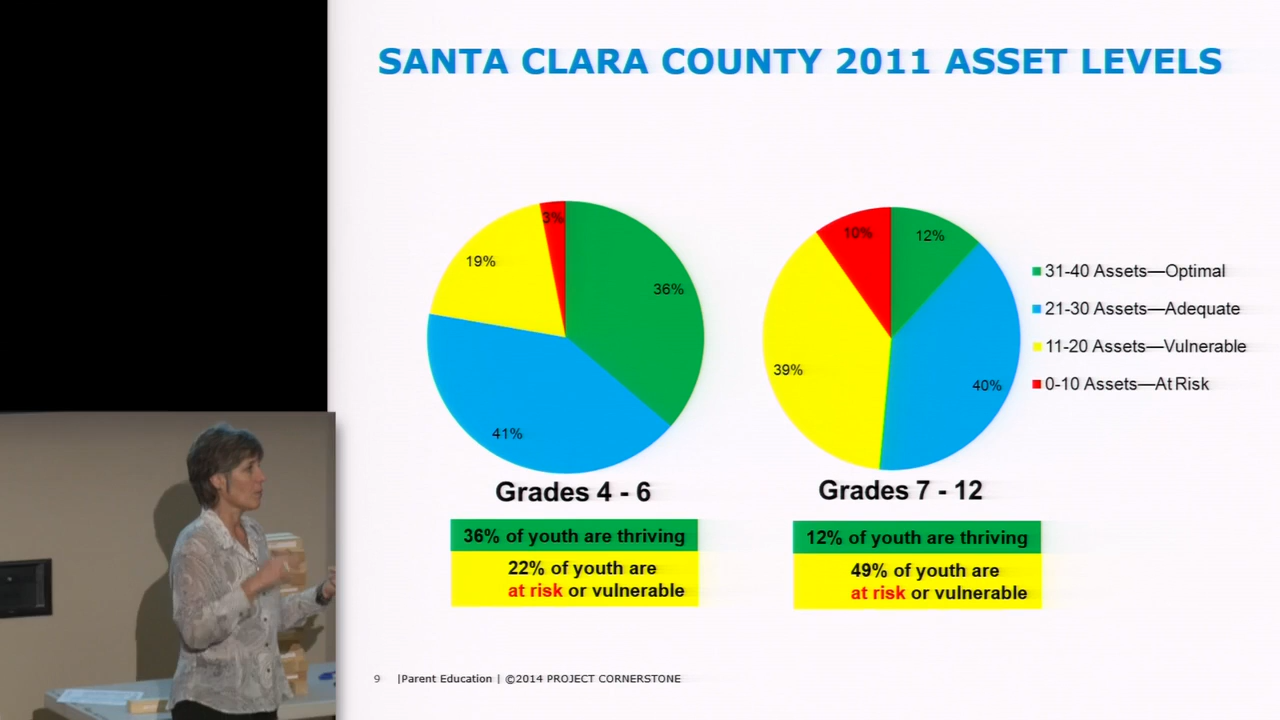 SANTA CLARA COUNTY 2011 ASSET LEVELS
3%
19%
36%
41%
10%
12%
39%
40%
31-40 Assets—Optimal
21-30 Assets—Adequate
11-20 Assets—Vulnerable
0-10 Assets—At Risk
Grades 4 - 6
36% of youth are thriving
22% of youth are
at risk or vulnerable
Grades 7 - 12
12% of youth are thriving
49% of youth are
at risk or vulnerable
9 |Parent Education | ©2014 PROJECT CORNERSTONE